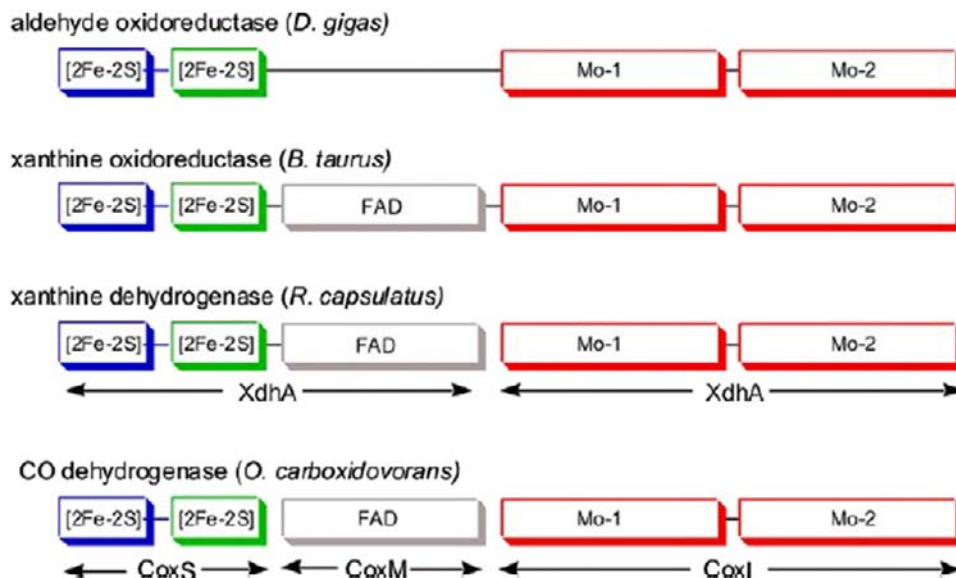 aldehyde oxidoreductase (D. gigas)
[2Fe-2S] [2Fe-2S] Mo-1 Mo-2
xanthine oxidoreductase (B. taurus)
[2Fe-2S] [2Fe-2S] FAD Mo-1 Mo-2
xanthine dehydrogenase (R. capsulatus)
[2Fe-2S] [2Fe-2S] FAD Mo-1 Mo-2
XdhA XdhA
CO dehydrogenase (O. carboxidovorans)
[2Fe-2S] [2Fe-2S] FAD Mo-1 Mo-2
CoxS CoxM CoxL